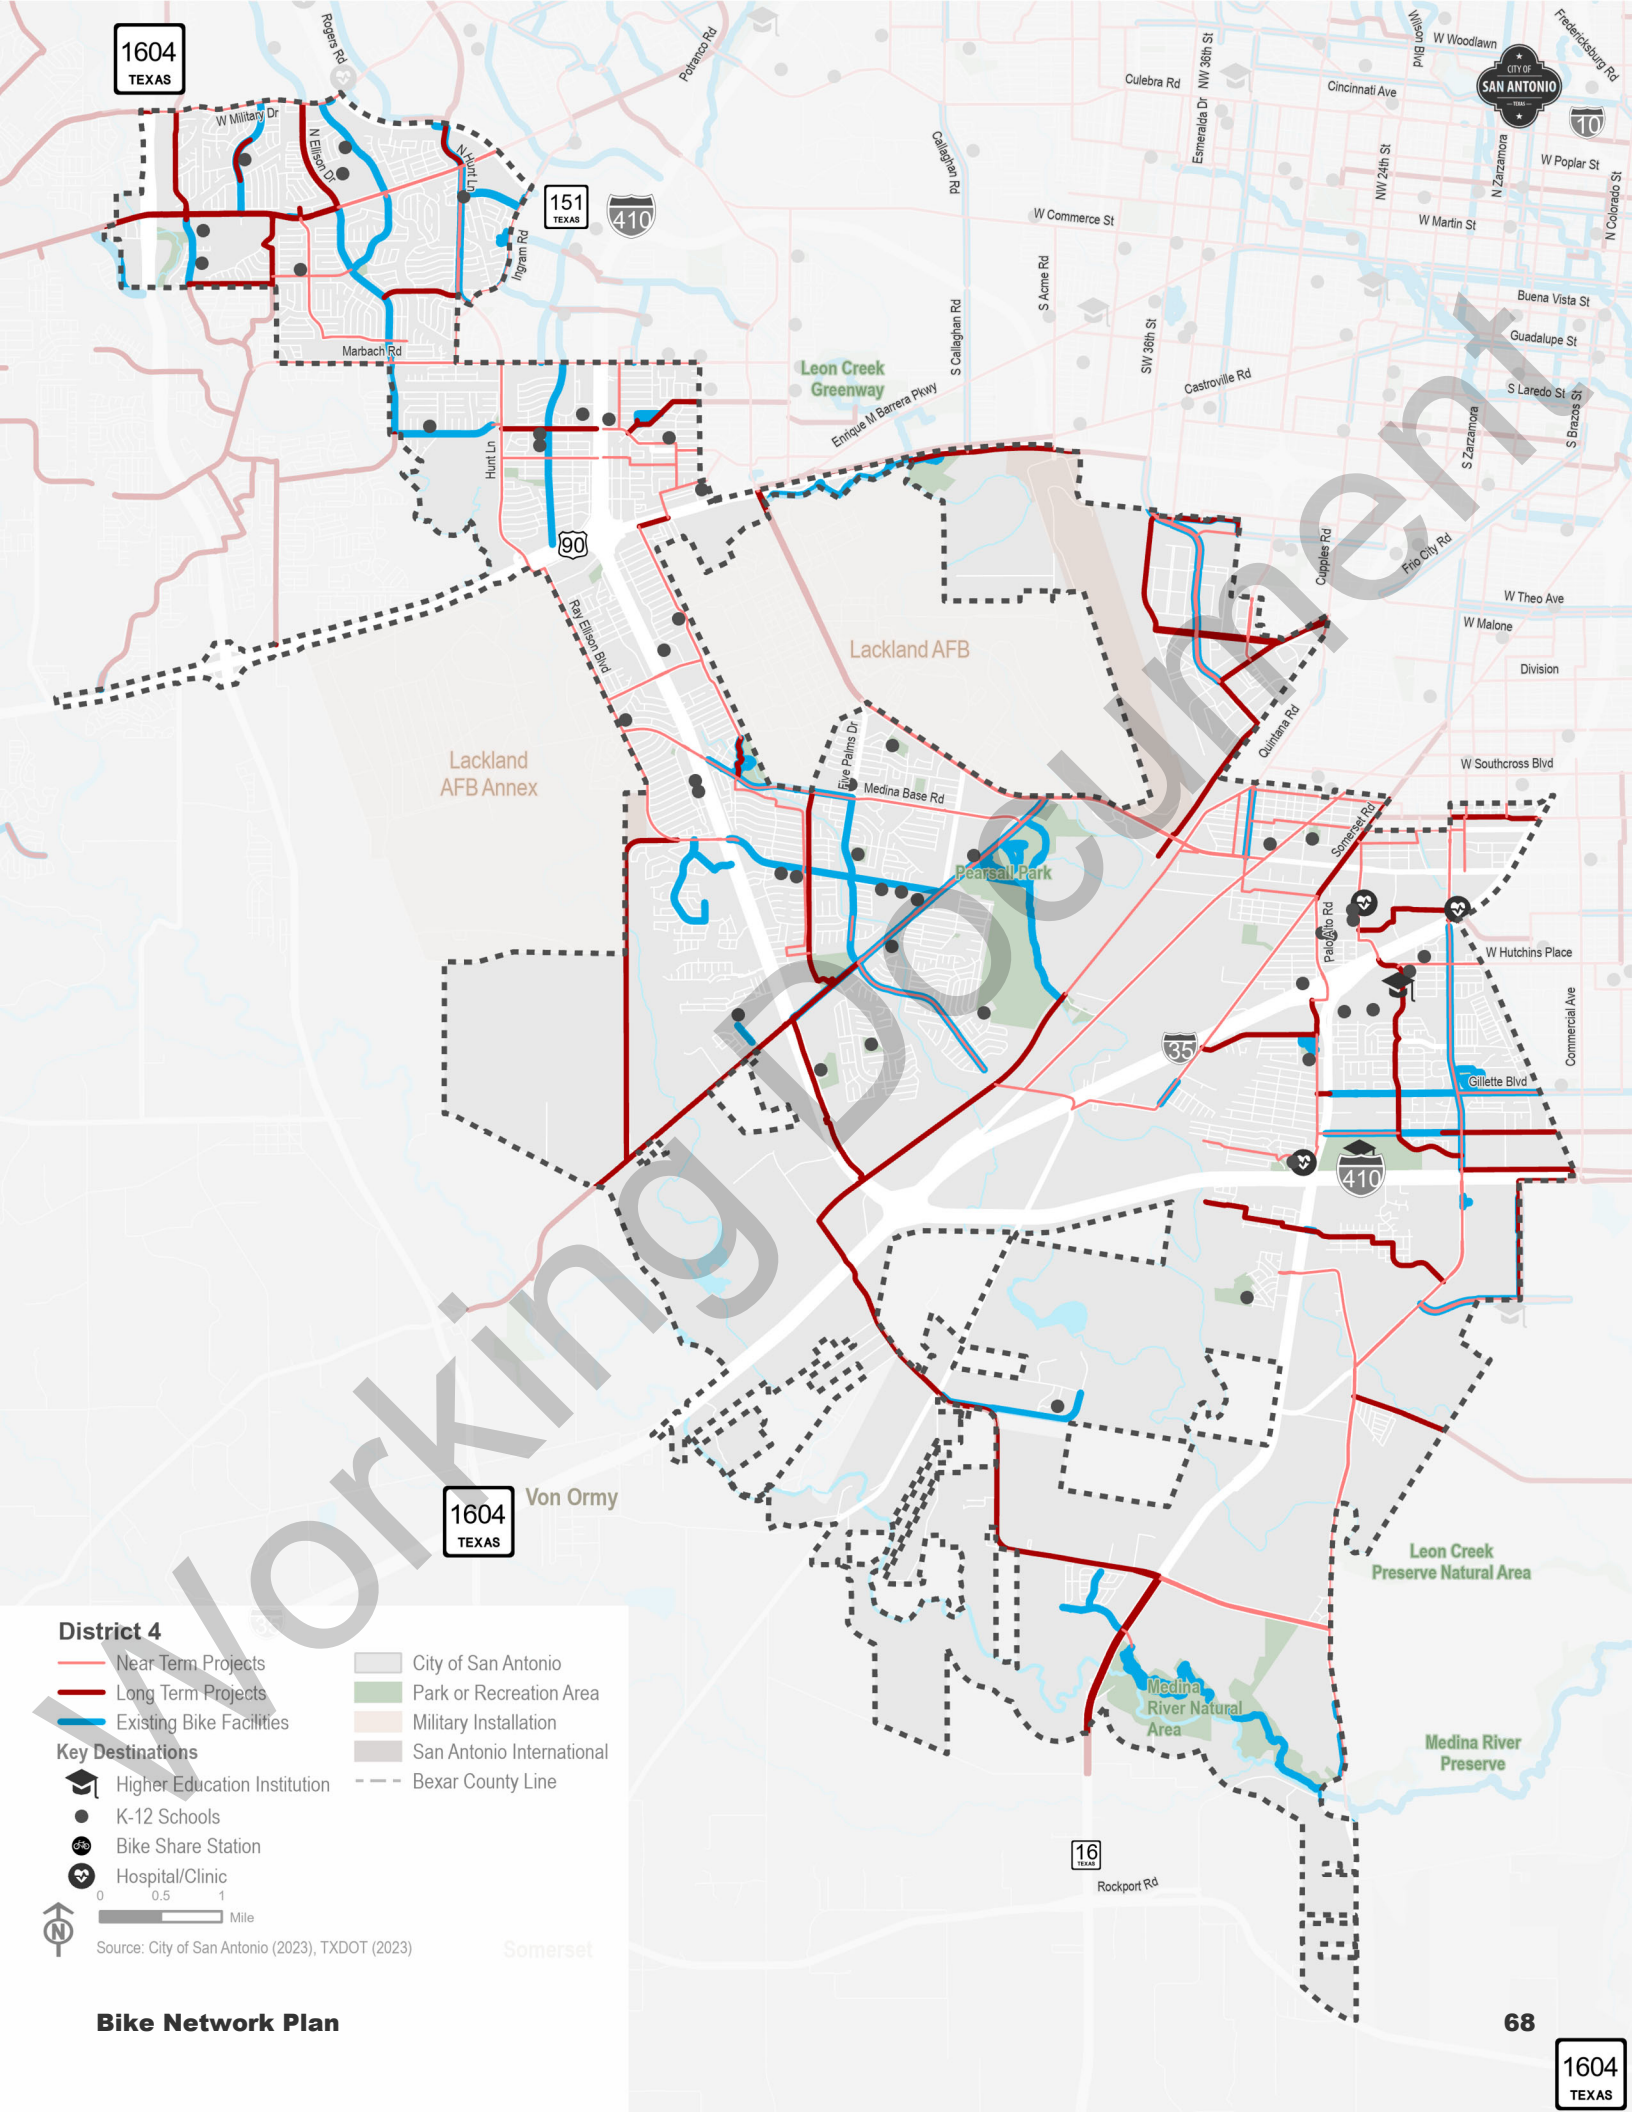 1604
TEXAS
Rogers Rd
Potranco Rd
Culebra Rd
NW 36th St
Esmeralda Dr
Wilson Blvd
W Woodlawn
Fredericksburg Rd
CITY OF
SAN ANTONIO
TEXAS
Cincinnati Ave
10
W Military Dr
N Ellison Dr
N Hunt Ln
Callaghan Rd
NW 24th St
N Zarzamora
W Poplar St
N Colorado St
151
TEXAS
410
W Commerce St
W Martin St
Ingram Rd
S Acme Rd
Buena Vista St
S Callaghan Rd
SW 36th St
Guadalupe St
Marbach Rd
Leon Creek
Greenway
Enrique M Barrera Pkwy
Castroville Rd
S Laredo St
S Brazos St
S Zarzamora
Hunt Ln
90
Cupples Rd
Frio City Rd
W Theo Ave
W Malone
Ray Ellison Blvd
Lackland AFB
Division
Quintana Rd
Lackland
AFB Annex
Five Palms Dr
Medina Base Rd
W Southcross Blvd
Somerset Rd
Pearsall Park
Palo Alto Rd
W Hutchins Place
Commercial Ave
35
Gillette Blvd
410
Working Document
1604
TEXAS
Von Ormy
Leon Creek
Preserve Natural Area
Medina
River Natural
Area
Medina River
Preserve
16
TEXAS
Rockport Rd
Somerset
35
District 4
Near Term Projects
Long Term Projects
Existing Bike Facilities
Key Destinations
Higher Education Institution
K-12 Schools
Bike Share Station
Hospital/Clinic
City of San Antonio
Park or Recreation Area
Military Installation
San Antonio International
Bexar County Line
0 0.5 1
Mile
N
Source: City of San Antonio (2023), TXDOT (2023)
Bike Network Plan
68
1604
TEXAS